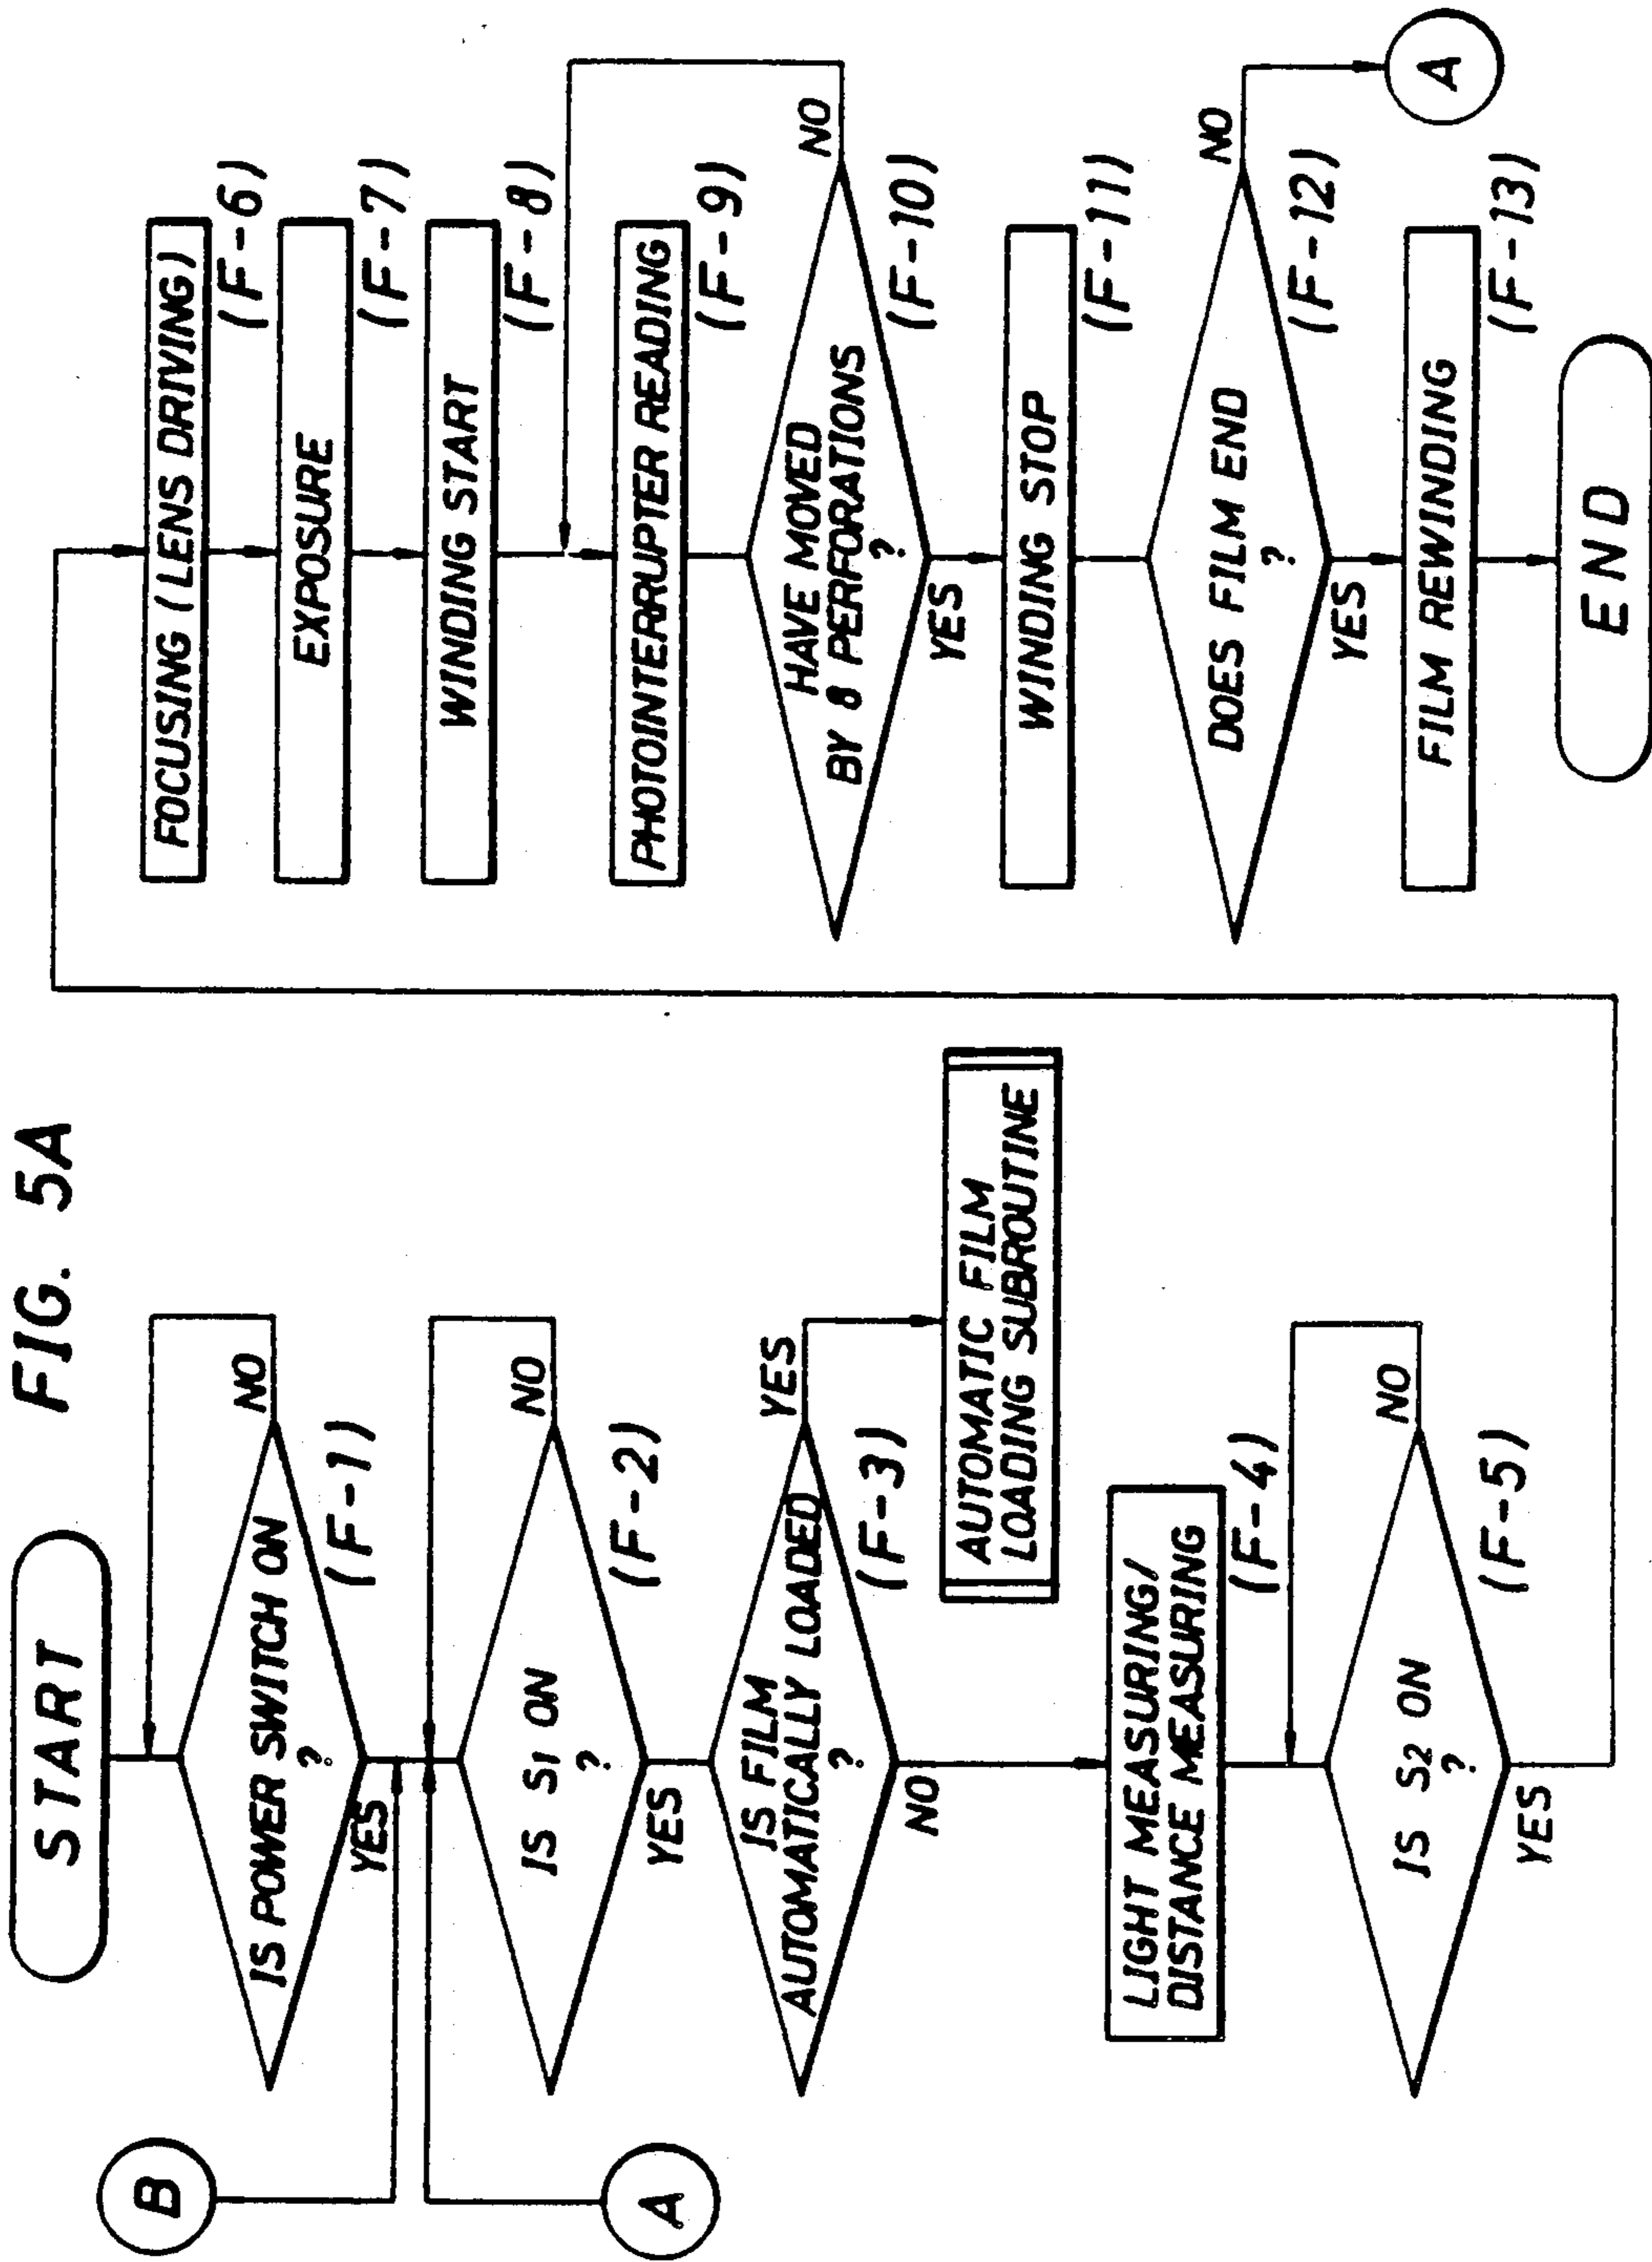 FIG. 5A
START
IS POWER SWITCH ON
?
NO
YES
(F-1)
B
A
IS S1 ON
?
NO
YES
(F-2)
IS FILM
AUTOMATICALLY LOADED
?
YES
NO
(F-3)
AUTOMATIC FILM
LOADING SUBROUTINE
LIGHT MEASURING/
DISTANCE MEASURING
(F-4)
IS S2 ON
?
NO
YES
(F-5)
FOCUSING (LENS DRIVING)
(F-6)
EXPOSURE
(F-7)
WINDING START
(F-8)
PHOTOINTERRUPTER READING
(F-9)
HAVE MOVED
BY 8 PERFORATIONS
?
NO
YES
(F-10)
WINDING STOP
(F-11)
DOES FILM END
?
NO
YES
(F-12)
A
FILM REWINDING
(F-13)
END